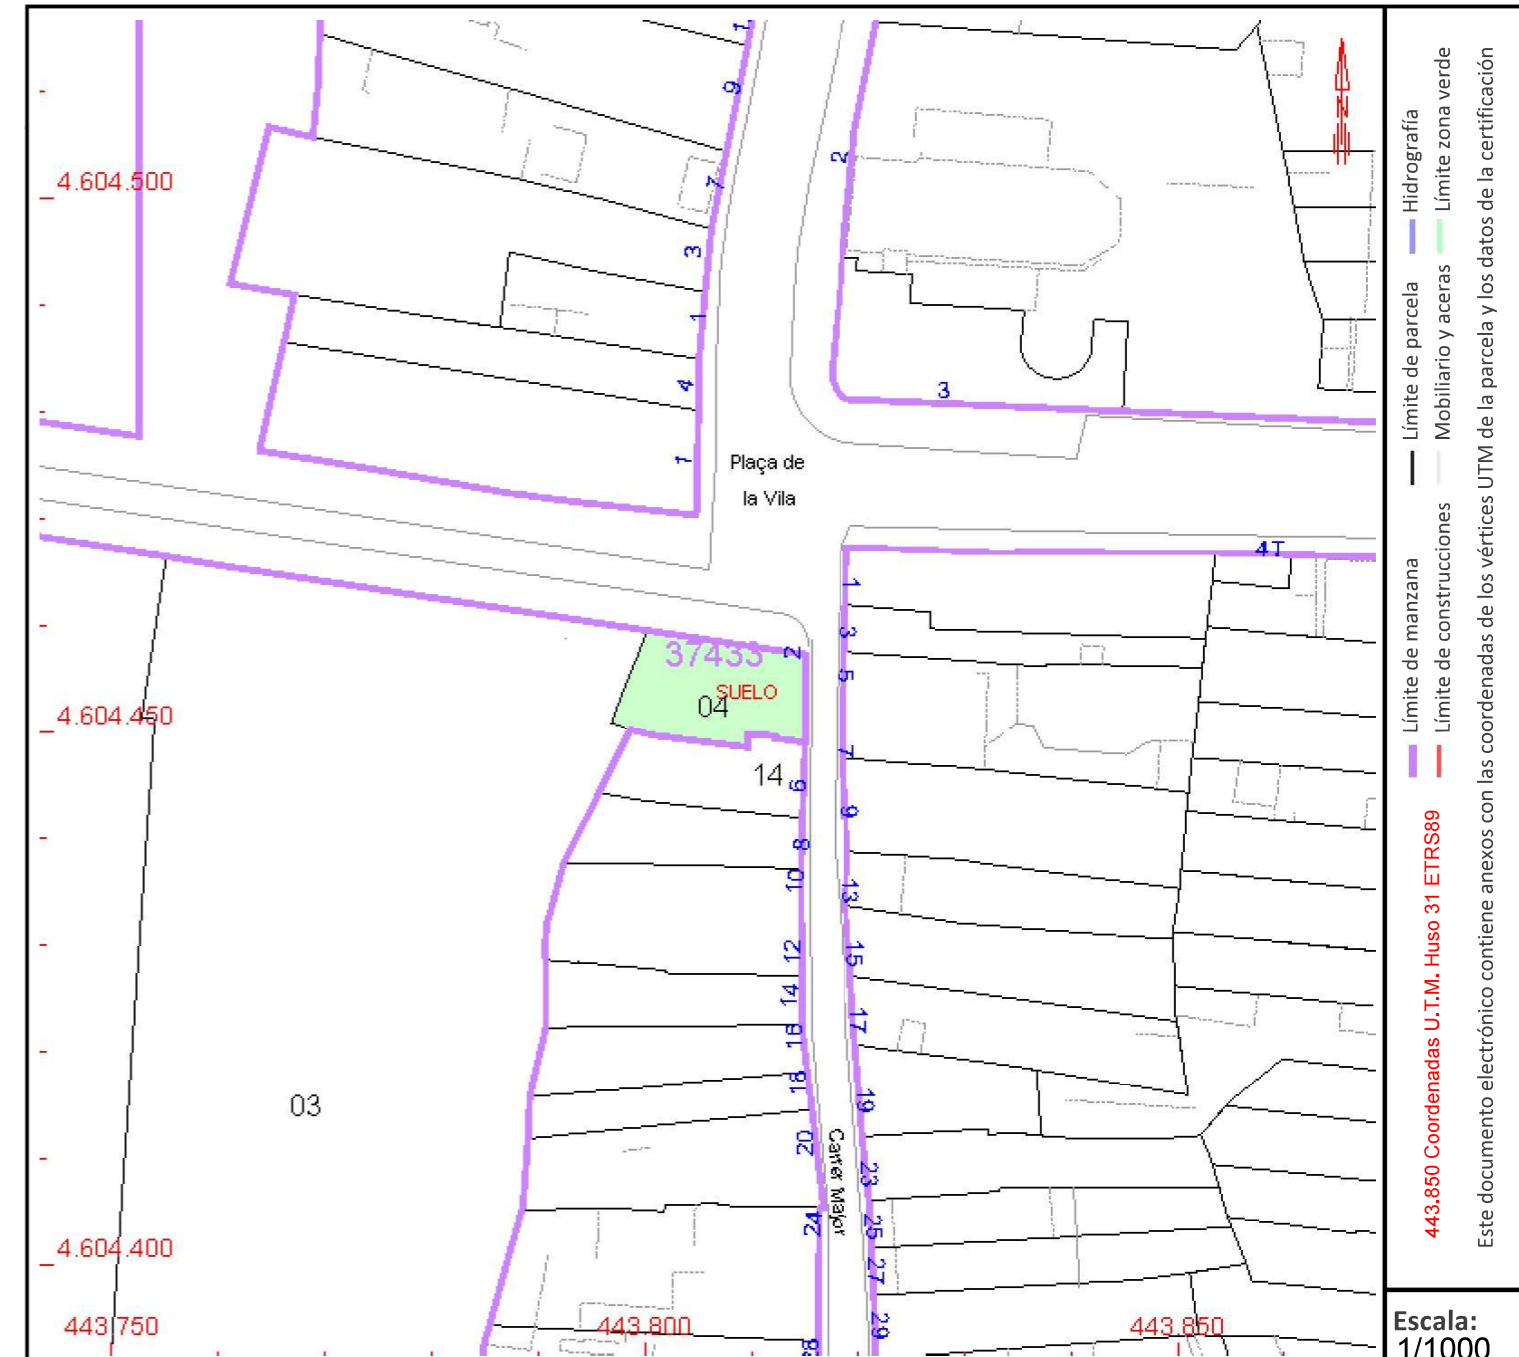 1
9
7
3
1
4
1
4.604.500
2
3
Plaça de
la Vila
4T
37433
2
SUELO
04
14
4.604.450
1
3
5
7
9
13
15
17
19
23
25
27
29
6
8
10
12
14
16
18
20
24
03
Carrer Major
4.604.400
443.750
443.800
443.850
N
Límite de manzana
Límite de parcela
Hidrografía
443.850 Coordenadas U.T.M. Huso 31 ETRS89
Límite de construcciones
Mobiliario y aceras
Límite zona verde
Este documento electrónico contiene anexos con las coordenadas de los vértices UTM de la parcela y los datos de la certificación
Escala:
1/1000